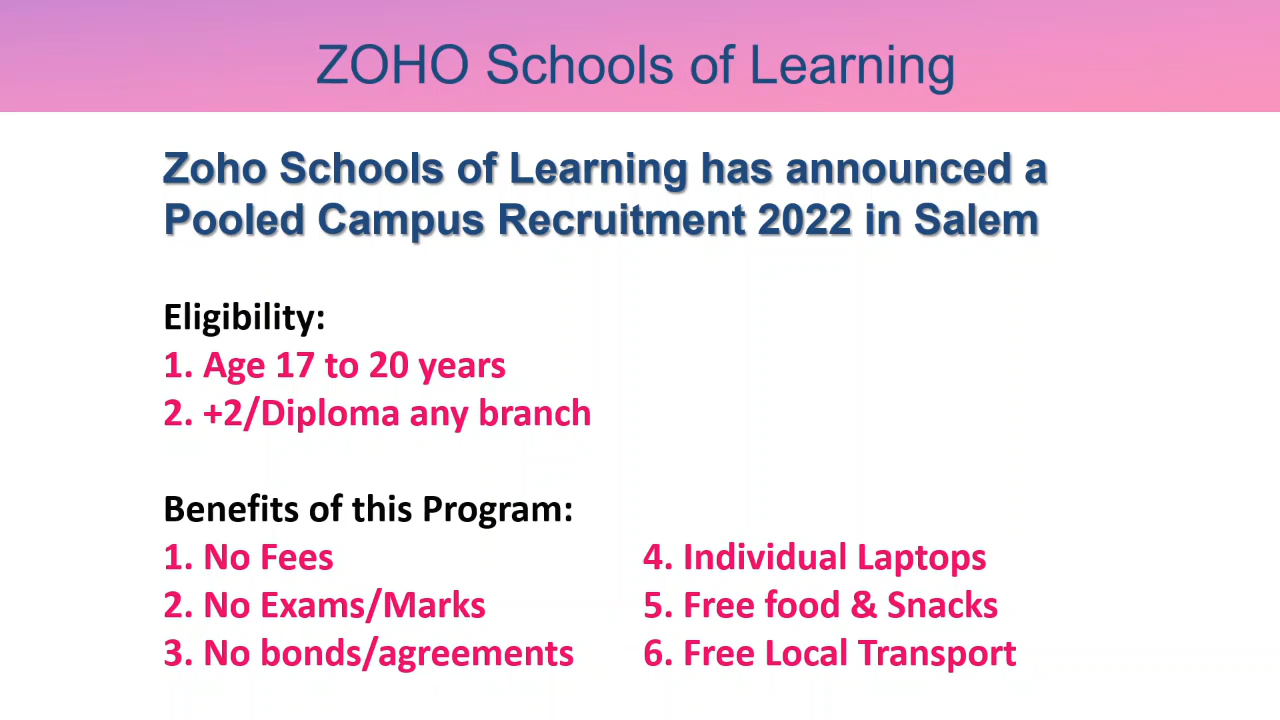 ZOHO Schools of Learning
Zoho Schools of Learning has announced a
Pooled Campus Recruitment 2022 in Salem
Eligibility:
1. Age 17 to 20 years
2. +2/Diploma any branch
Benefits of this Program:
1. No Fees
2. No Exams/Marks
3. No bonds/agreements
4. Individual Laptops
5. Free food & Snacks
6. Free Local Transport